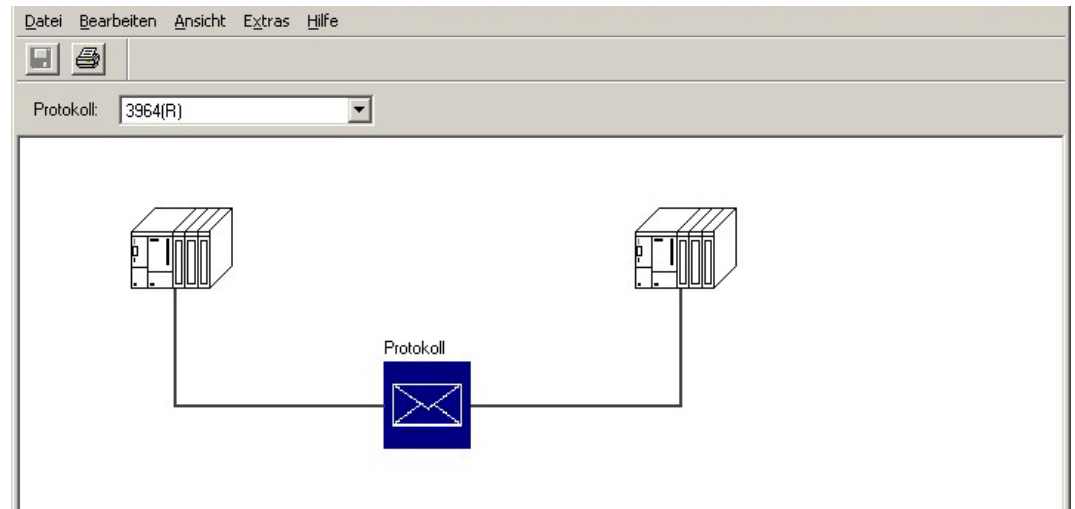 Datei Bearbeiten Ansicht Extras Hilfe
Protokoll: 3964(R)
Protokoll